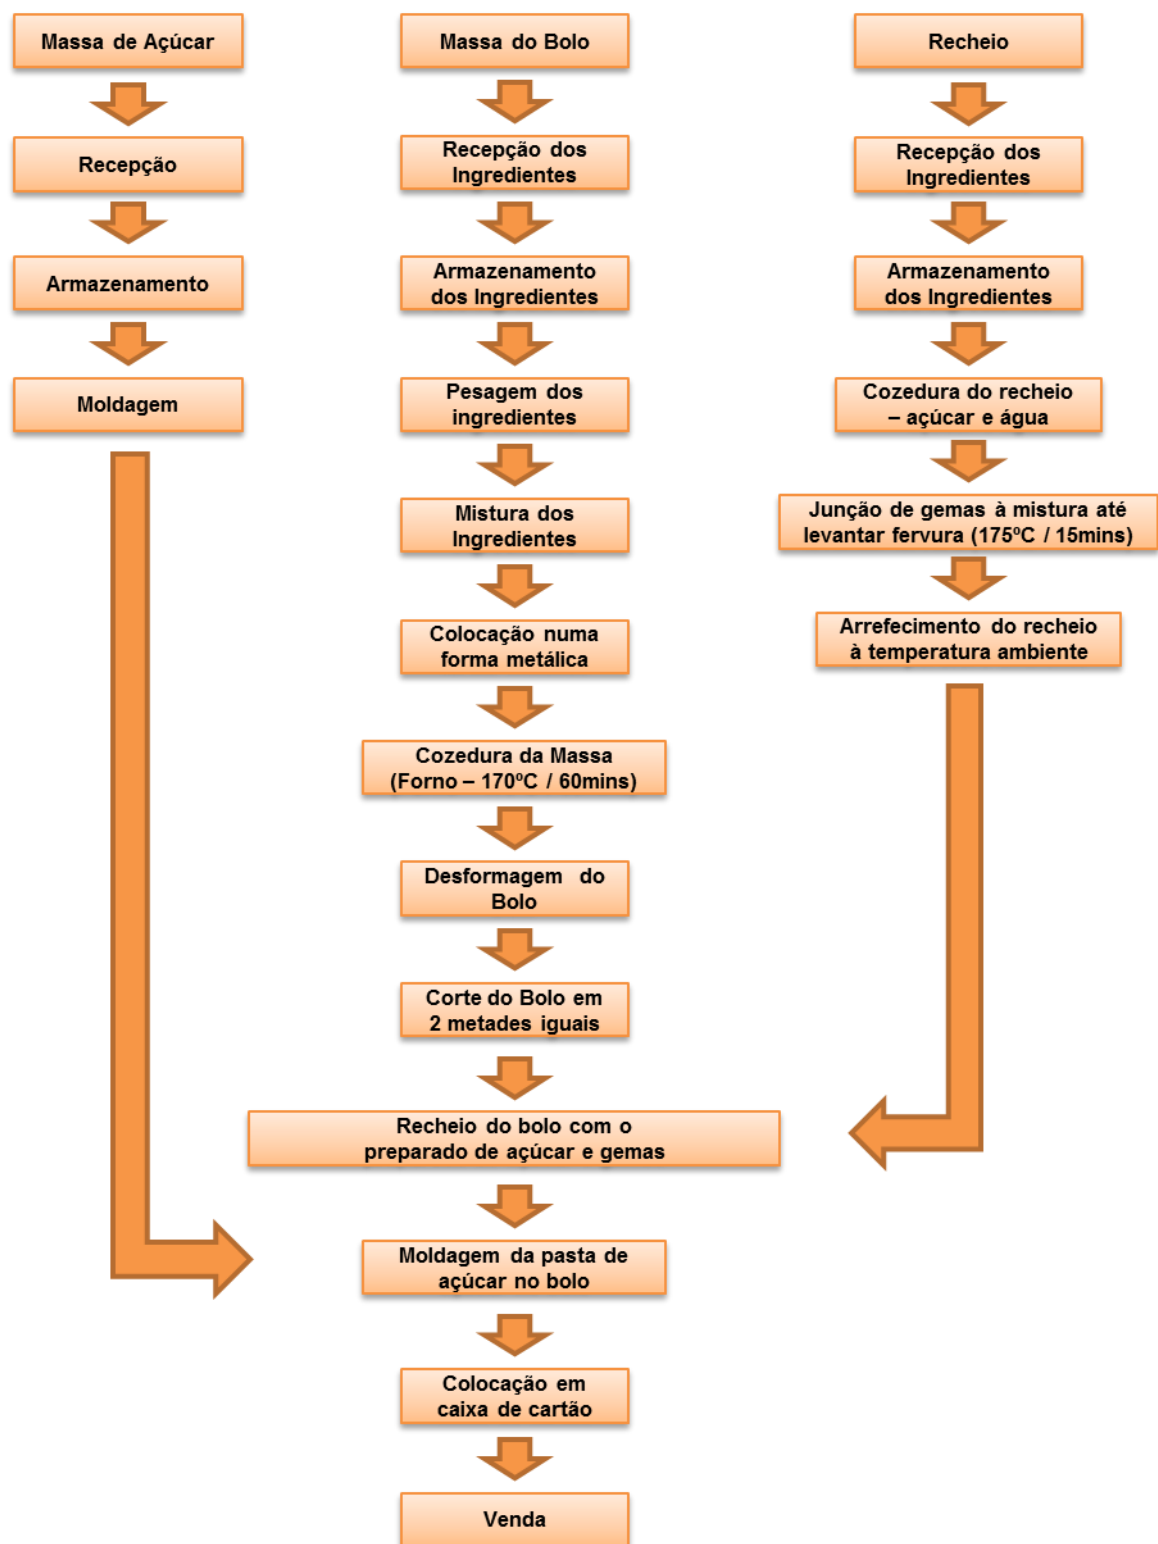 Massa de Açúcar
Recepção
Armazenamento
Moldagem
Massa do Bolo
Recepção dos
Ingredientes
Armazenamento
dos Ingredientes
Pesagem dos
ingredientes
Mistura dos
Ingredientes
Colocação numa
forma metálica
Cozedura da Massa
(Forno – 170ºC / 60mins)
Desformagem do
Bolo
Corte do Bolo em
2 metades iguais
Recheio
Recepção dos
Ingredientes
Armazenamento
dos Ingredientes
Cozedura do recheio
– açúcar e água
Junção de gemas à mistura até
levantar fervura (175ºC / 15mins)
Arrefecimento do recheio
à temperatura ambiente
Recheio do bolo com o
preparado de açúcar e gemas
Moldagem da pasta de
açúcar no bolo
Colocação em
caixa de cartão
Venda